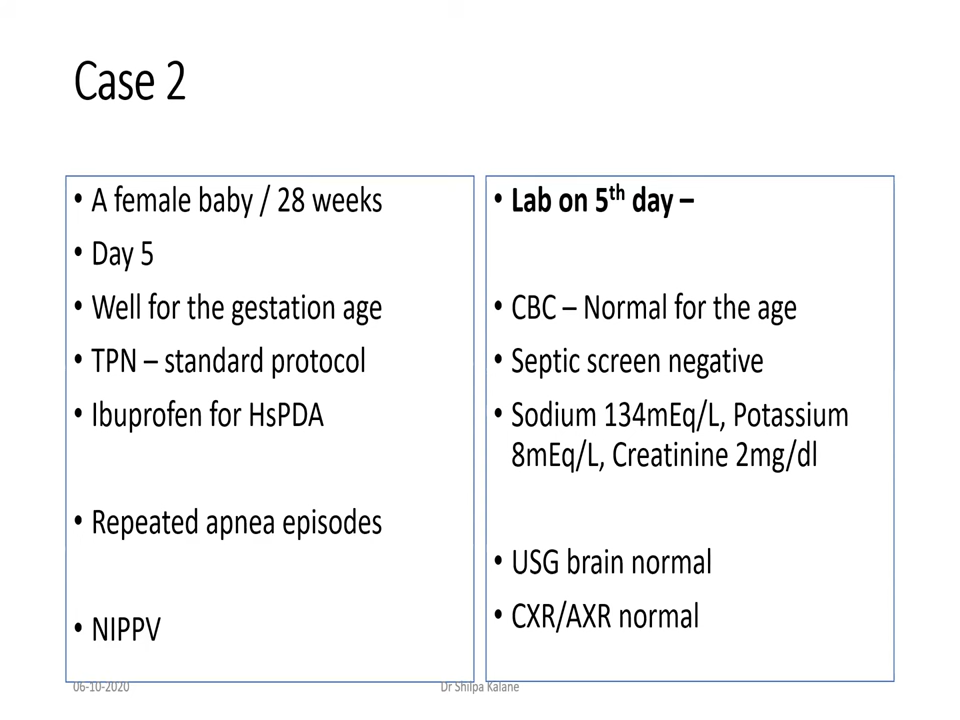 Case 2
• A female baby / 28 weeks
• Day 5
• Well for the gestation age
• TPN – standard protocol
• Ibuprofen for HsPDA
• Repeated apnea episodes
• NIPPV
• Lab on 5th day –
• CBC – Normal for the age
• Septic screen negative
• Sodium 134mEq/L, Potassium
8mEq/L, Creatinine 2mg/dl
• USG brain normal
• CXR/AXR normal
06-10-2020
Dr Shilpa Kalane